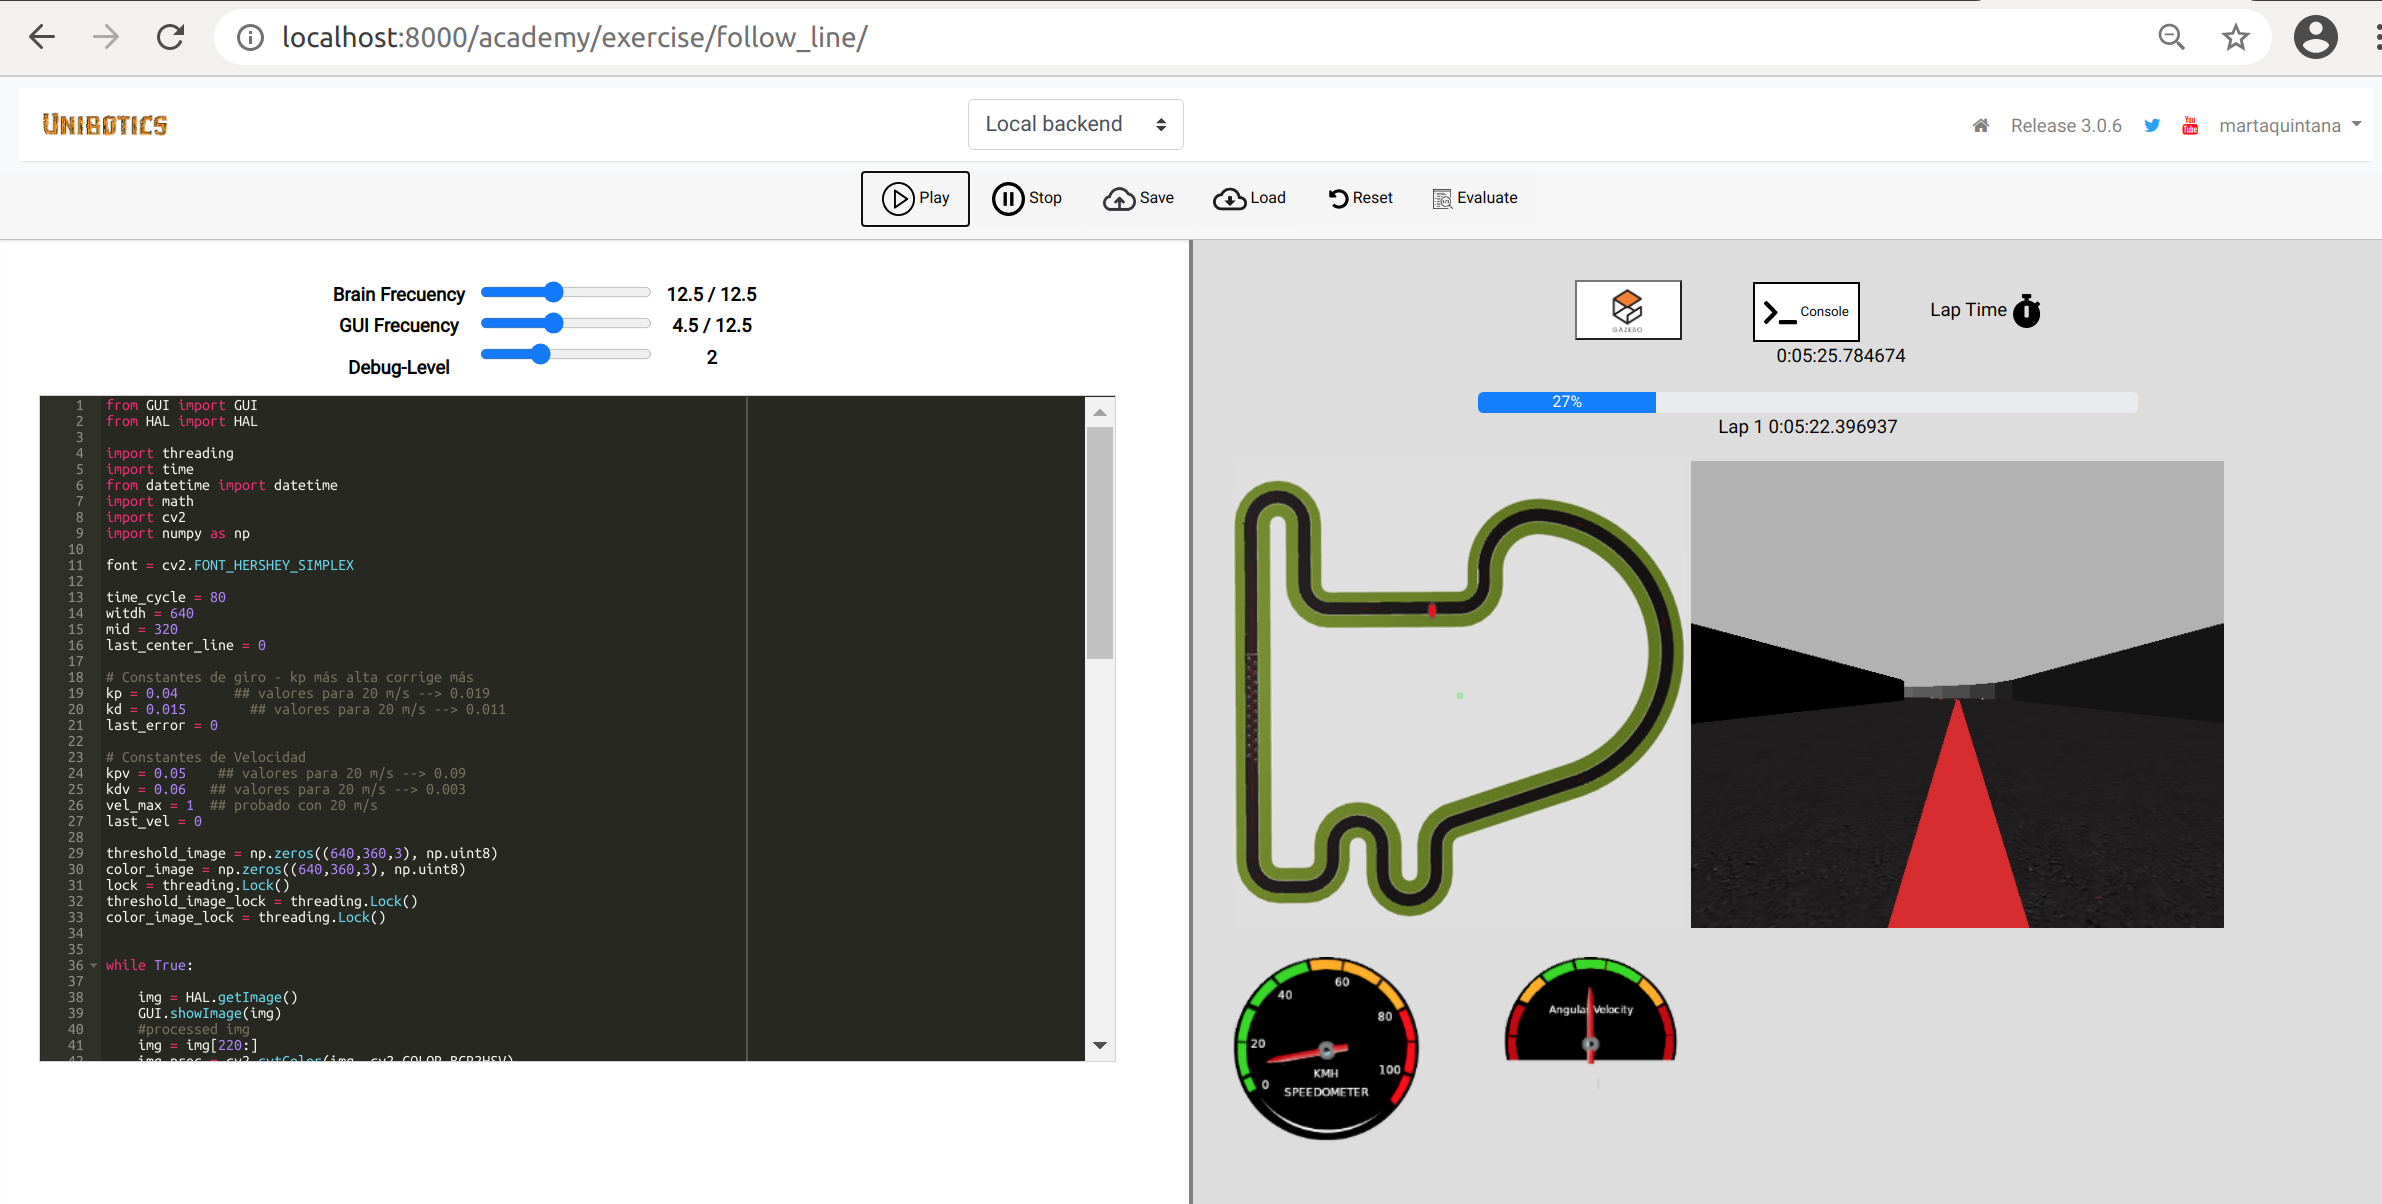 localhost:8000/academy/exercise/follow_line/
UNIBOTICS
Local backend
Release 3.0.6
You Tube
martaquintana
Play
Stop
Save
Load
Reset
Evaluate
Brain Frecuency 12.5 / 12.5
GUI Frecuency 4.5 / 12.5
Debug-Level 2
1 from GUI import GUI
2 from HAL import HAL
3
4 import threading
5 import time
6 from datetime import datetime
7 import math
8 import cv2
9 import numpy as np
10
11 font = cv2.FONT_HERSHEY_SIMPLEX
12
13 time_cycle = 80
14 witdh = 640
15 mid = 320
16 last_center_line = 0
17
18 # Constantes de giro - kp más alta corrige más
19 kp = 0.04 ## valores para 20 m/s --> 0.019
20 kd = 0.015 ## valores para 20 m/s --> 0.011
21 last_error = 0
22
23 # Constantes de Velocidad
24 kpv = 0.05 ## valores para 20 m/s --> 0.09
25 kdv = 0.06 ## valores para 20 m/s --> 0.003
26 vel_max = 1 ## probado con 20 m/s
27 last_vel = 0
28
29 threshold_image = np.zeros((640,360,3), np.uint8)
30 color_image = np.zeros((640,360,3), np.uint8)
31 lock = threading.Lock()
32 threshold_image_lock = threading.Lock()
33 color_image_lock = threading.Lock()
34
35
36 while True:
37
38 img = HAL.getImage()
39 GUI.showImage(img)
40 #processed img
41 img = img[220:]
42 img_proc = cv2.cvtColor(img, cv2.COLOR_BGR2HSV)
GAZEBO
Console
Lap Time
0:05:25.784674
27%
Lap 1 0:05:22.396937
0
20
40
60
80
100
KMH
SPEEDOMETER
Angular Velocity